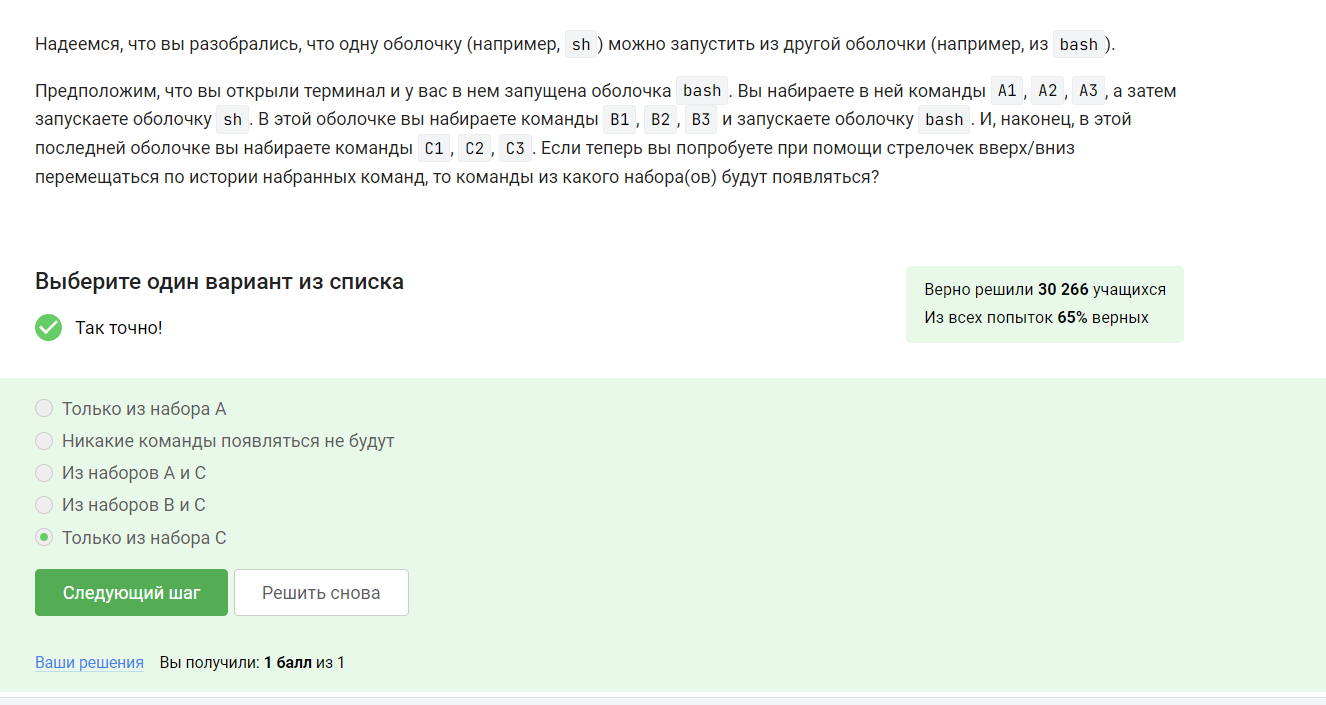 Надеемся, что вы разобрались, что одну оболочку (например, sh) можно запустить из другой оболочки (например, из bash).
Предположим, что вы открыли терминал и у вас в нем запущена оболочка bash. Вы набираете в ней команды A1, A2, A3, а затем
запускаете оболочку sh. В этой оболочке вы набираете команды B1, B2, B3 и запускаете оболочку bash. И, наконец, в этой
последней оболочке вы набираете команды C1, C2, C3. Если теперь вы попробуете при помощи стрелочек вверх/вниз
перемещаться по истории набранных команд, то команды из какого набора(ов) будут появляться?
Выберите один вариант из списка
Так точно!
Верно решили 30 266 учащихся
Из всех попыток 65% верных
Только из набора A
Никакие команды появляться не будут
Из наборов A и C
Из наборов B и C
Только из набора C
Следующий шаг
Решить снова
Ваши решения Вы получили: 1 балл из 1